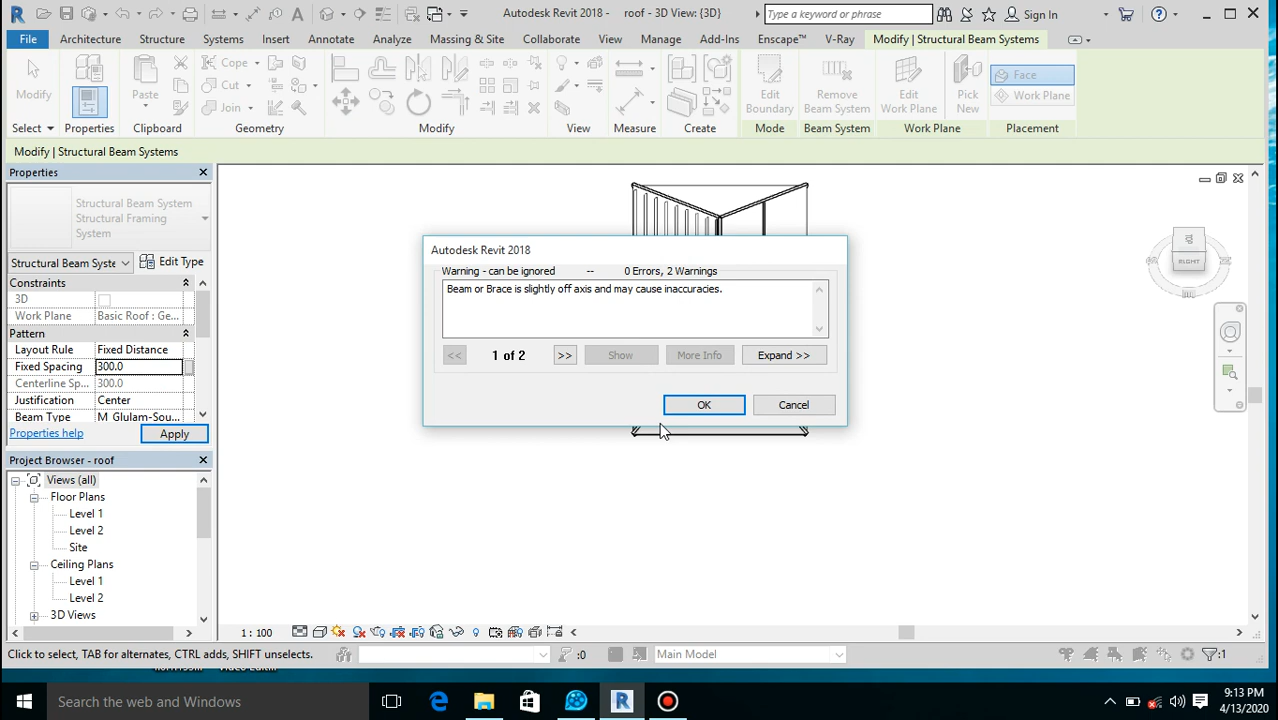 Autodesk Revit 2018 - roof - 3D View: {3D}
Type a keyword or phrase
Sign In
File
Architecture
Structure
Systems
Insert
Annotate
Analyze
Massing & Site
Collaborate
View
Manage
Add-Ins
Enscape™
V-Ray
Modify | Structural Beam Systems
Modify
Paste
Cope
Cut
Join
Edit Boundary
Remove Beam System
Edit Work Plane
Pick New
Face
Work Plane
Select
Properties
Clipboard
Geometry
Modify
View
Measure
Create
Mode
Beam System
Work Plane
Placement
Modify | Structural Beam Systems
Properties
Structural Beam System
Structural Framing
System
Structural Beam Syste
Edit Type
Constraints
3D
Work Plane Basic Roof : Ge...
Pattern
Layout Rule Fixed Distance
Fixed Spacing 300.0
Centerline Sp... 300.0
Justification Center
Beam Type M_Glulam-Sou...
Properties help
Apply
Project Browser - roof
Views (all)
Floor Plans
Level 1
Level 2
Site
Ceiling Plans
Level 1
Level 2
3D Views
RIGHT
Autodesk Revit 2018
Warning - can be ignored -- 0 Errors, 2 Warnings
Beam or Brace is slightly off axis and may cause inaccuracies.
<<
1 of 2
>>
Show
More Info
Expand >>
OK
Cancel
1 : 100
Click to select, TAB for alternates, CTRL adds, SHIFT unselects.
:0
Main Model
:1
Search the web and Windows
9:13 PM
4/13/2020